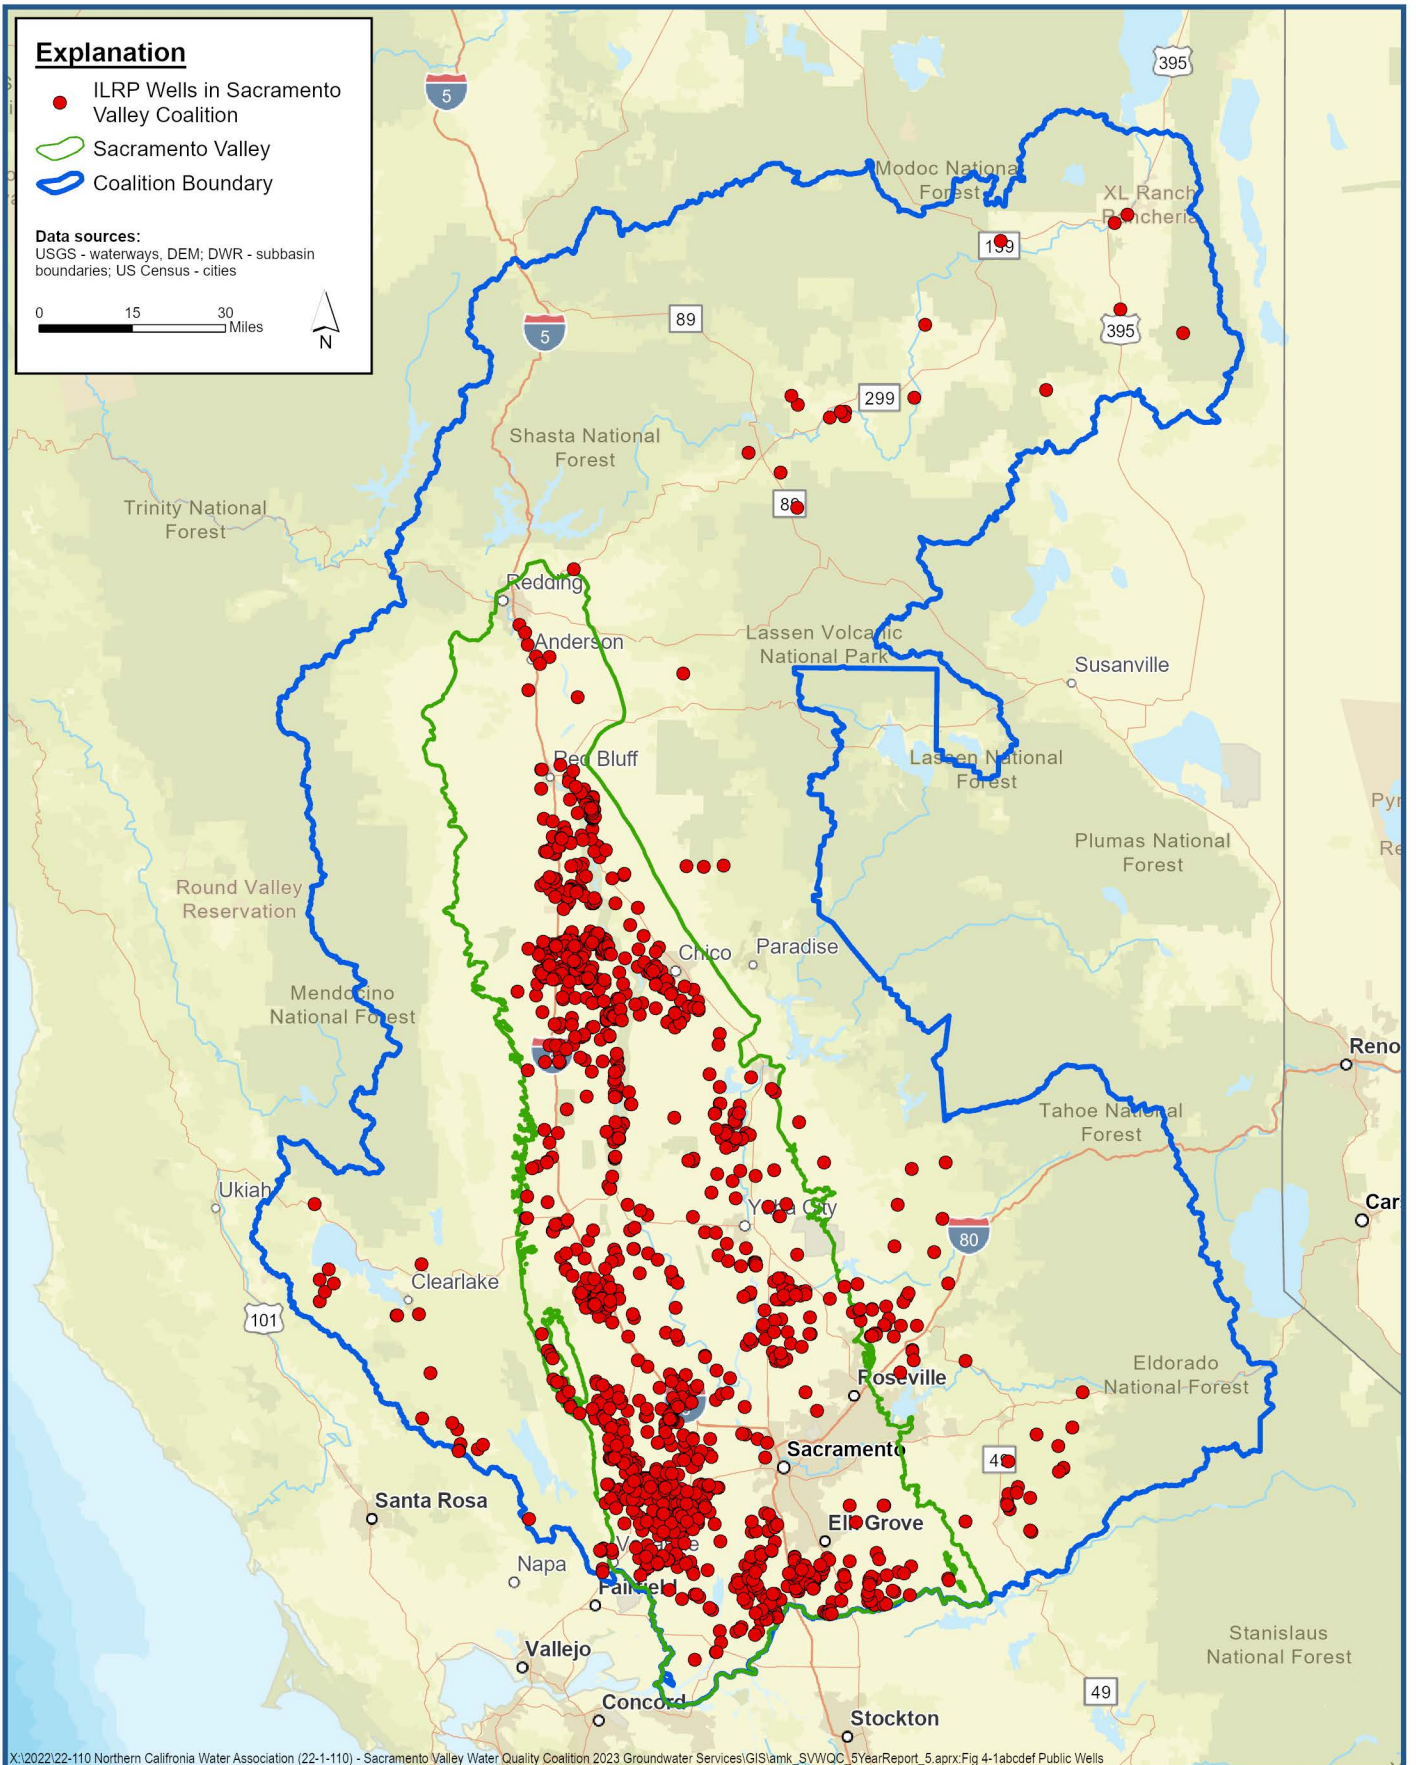 Explanation
ILRP Wells in Sacramento
Valley Coalition
Sacramento Valley
Coalition Boundary
Data sources:
USGS - waterways, DEM; DWR - subbasin
boundaries; US Census - cities
0 15 30
Miles
N
5
395
Modoc National
Forest
XL Ranch
Rancheria
139
5
89
395
299
Shasta National
Forest
89
Trinity National
Forest
Redding
Anderson
Lassen Volcanic
National Park
Susanville
Red Bluff
Lassen National
Forest
Plumas National
Forest
Round Valley
Reservation
Chico
Paradise
Mendocino
National Forest
Reno
Tahoe National
Forest
Ukiah
Yuba City
80
Clearlake
101
Eldorado
National Forest
Roseville
Sacramento
49
Santa Rosa
Elk Grove
Vacaville
Napa
Fairfield
Vallejo
Stanislaus
National Forest
49
Concord
Stockton
X:\2022\22-110 Northern Califronia Water Association (22-1-110) - Sacramento Valley Water Quality Coalition 2023 Groundwater Services\GIS\amk_SVWQC_5YearReport_5.aprx:Fig 4-1abcdef Public Wells